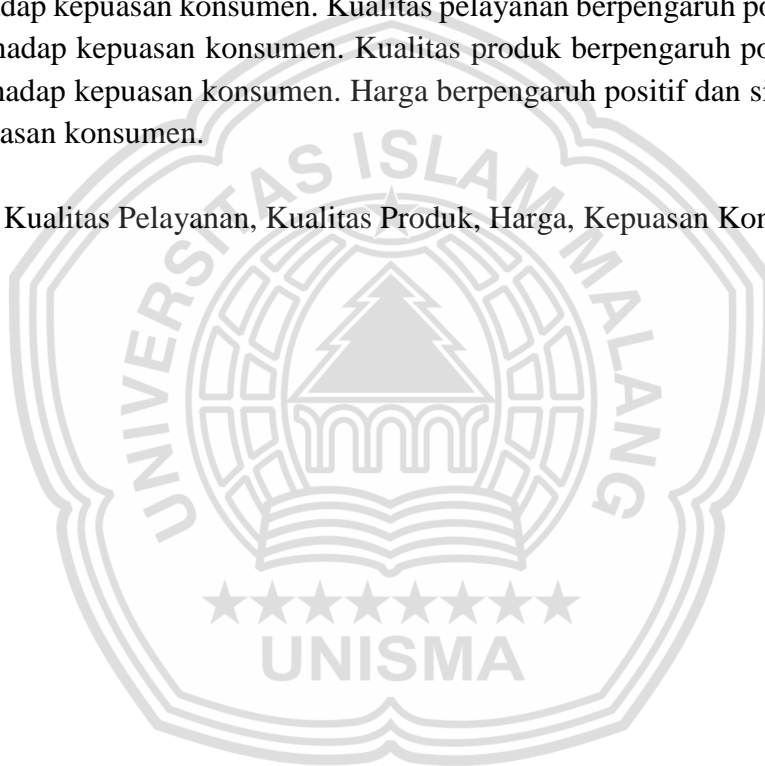 dap kepuasan konsumen. Kualitas pelayanan berpengaruh po
hadap kepuasan konsumen. Kualitas produk berpengaruh po
hadap kepuasan konsumen. Harga berpengaruh positif dan si
asan konsumen.
Kualitas Pelayanan, Kualitas Produk, Harga, Kepuasan Kon
UNIVERSITAS ISLAM MALANG
UNISMA